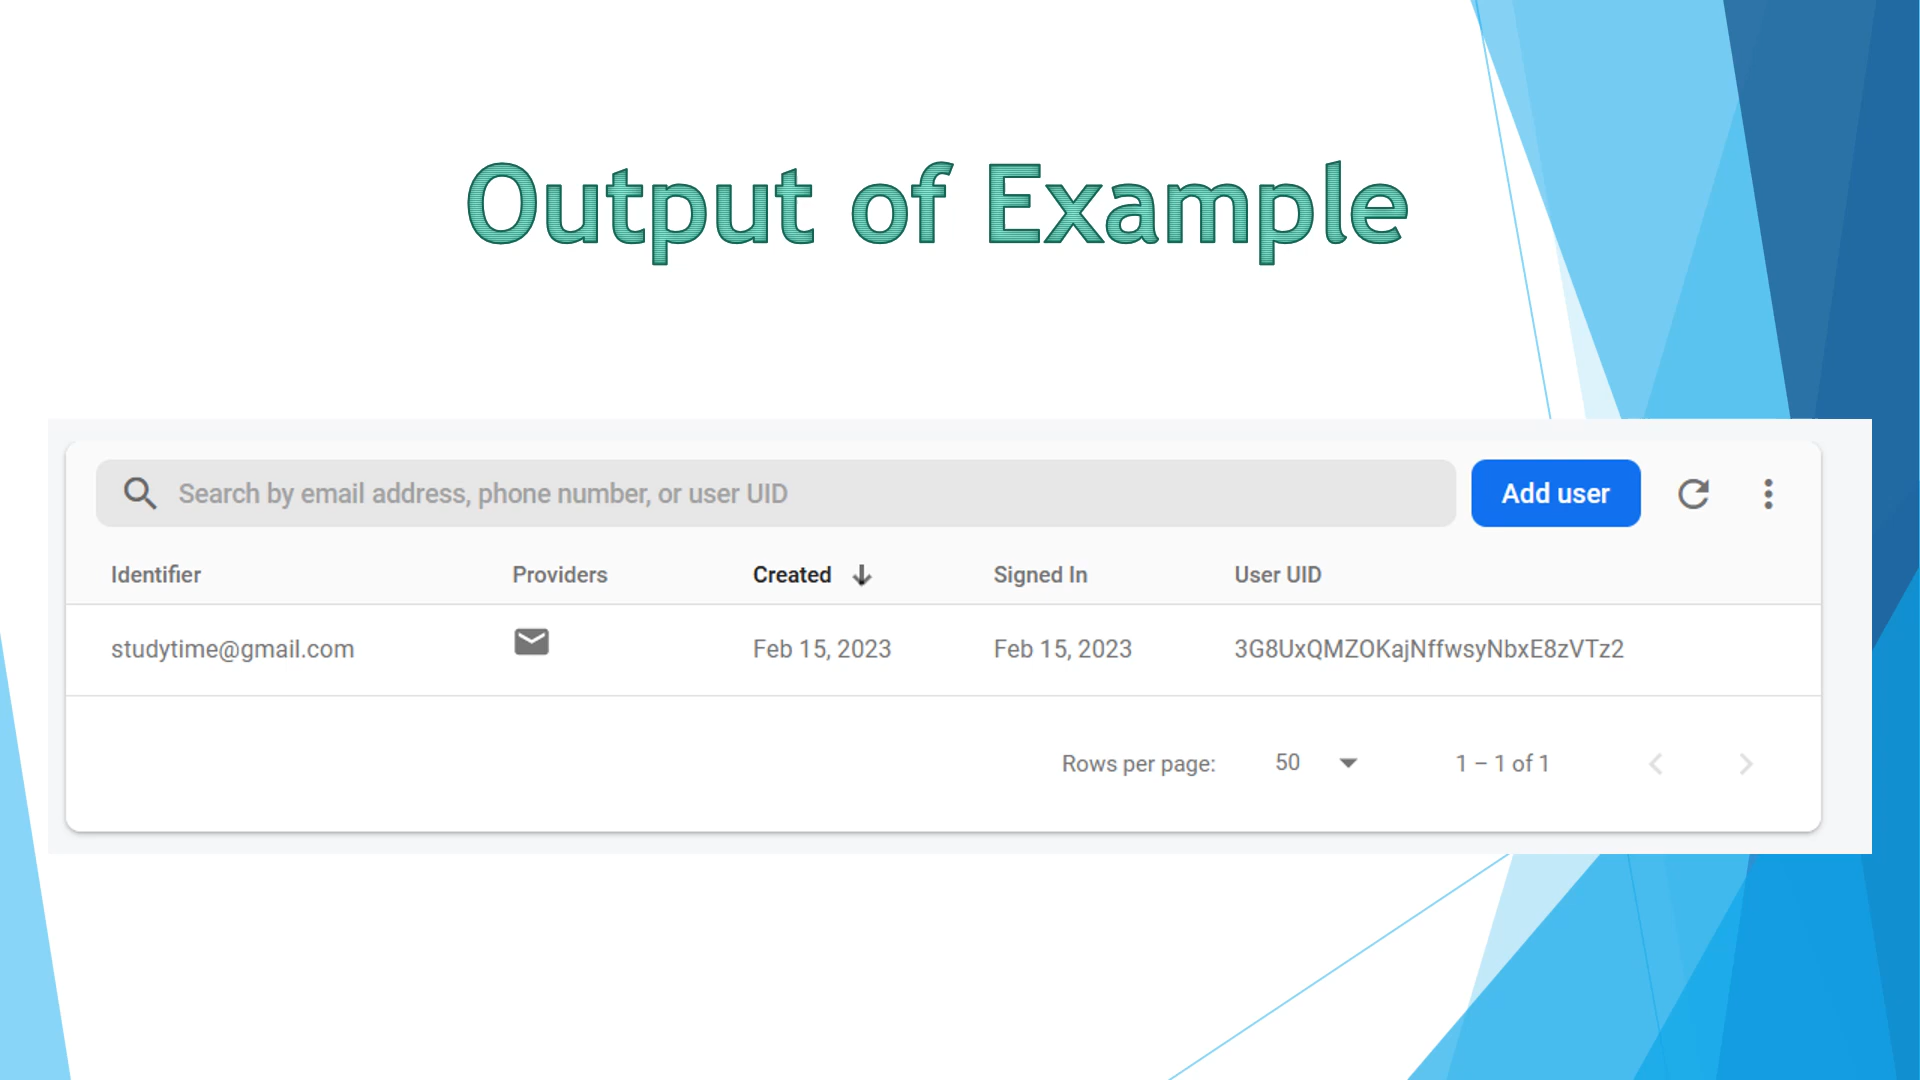 Output of Example
Search by email address, phone number, or user UID
Add user
Identifier Providers Created Signed In User UID
studytime@gmail.com Feb 15, 2023 Feb 15, 2023 3G8UxQMZOKajNffwsyNbxE8zVTz2
Rows per page: 50 1 – 1 of 1